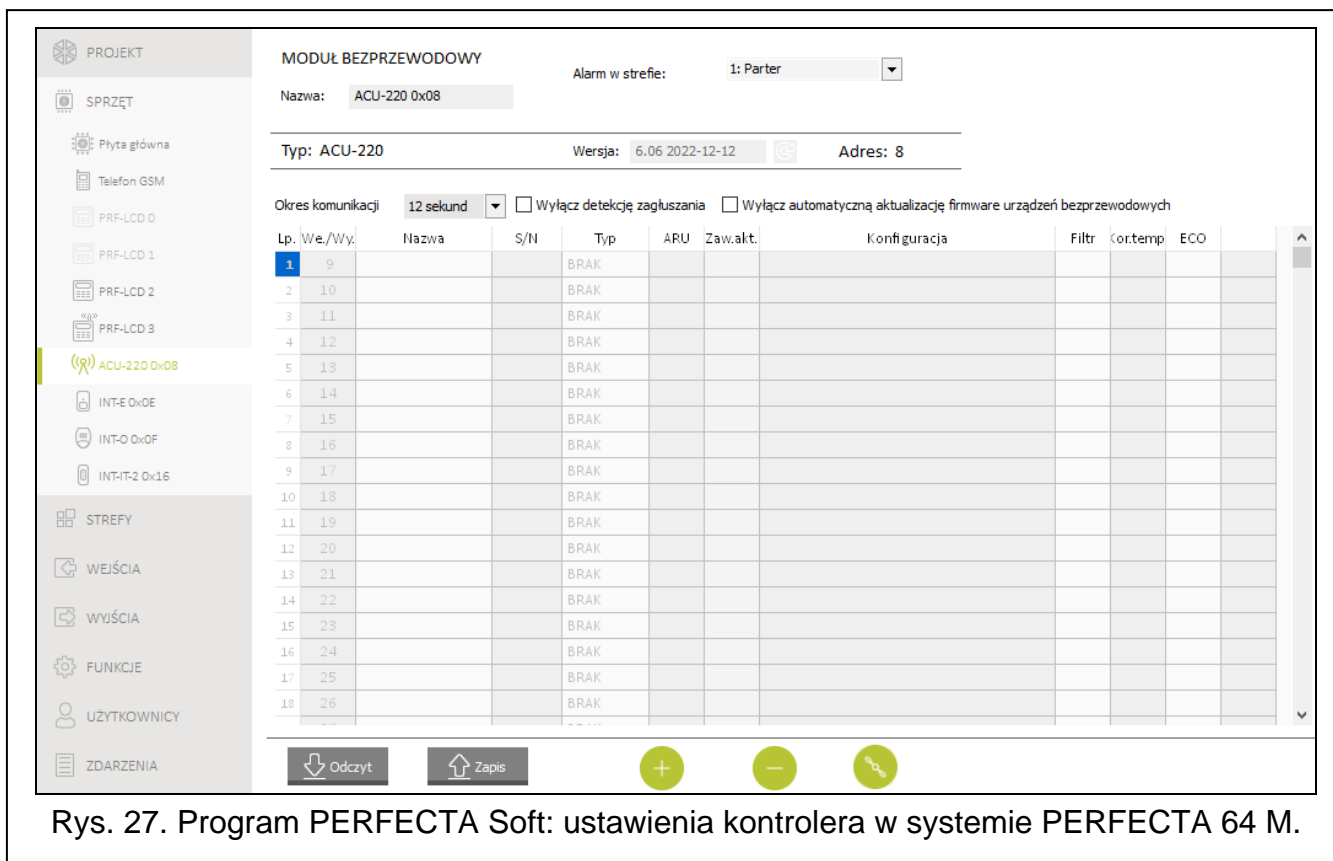 PROJEKT
SPRZĘT
Płyta główna
Telefon GSM
PRF-LCD 0
PRF-LCD 1
PRF-LCD 2
PRF-LCD 3
ACU-220 0x08
INT-E 0x0E
INT-O 0x0F
INT-IT-2 0x16
STREFY
WEJŚCIA
WYJŚCIA
FUNKCJE
UŻYTKOWNICY
ZDARZENIA
MODUŁ BEZPRZEWODOWY
Alarm w strefie: 1: Parter
Nazwa: ACU-220 0x08
Typ: ACU-220 Wersja: 6.06 2022-12-12 Adres: 8
Okres komunikacji 12 sekund Wyłącz detekcję zagłuszania Wyłącz automatyczną aktualizację firmware urządzeń bezprzewodowych
Lp. We./Wy. Nazwa S/N Typ ARU Zaw.akt. Konfiguracja Filtr Kor.temp ECO
1 9 BRAK
2 10 BRAK
3 11 BRAK
4 12 BRAK
5 13 BRAK
6 14 BRAK
7 15 BRAK
8 16 BRAK
9 17 BRAK
10 18 BRAK
11 19 BRAK
12 20 BRAK
13 21 BRAK
14 22 BRAK
15 23 BRAK
16 24 BRAK
17 25 BRAK
18 26 BRAK
Odczyt Zapis
Rys. 27. Program PERFECTA Soft: ustawienia kontrolera w systemie PERFECTA 64 M.